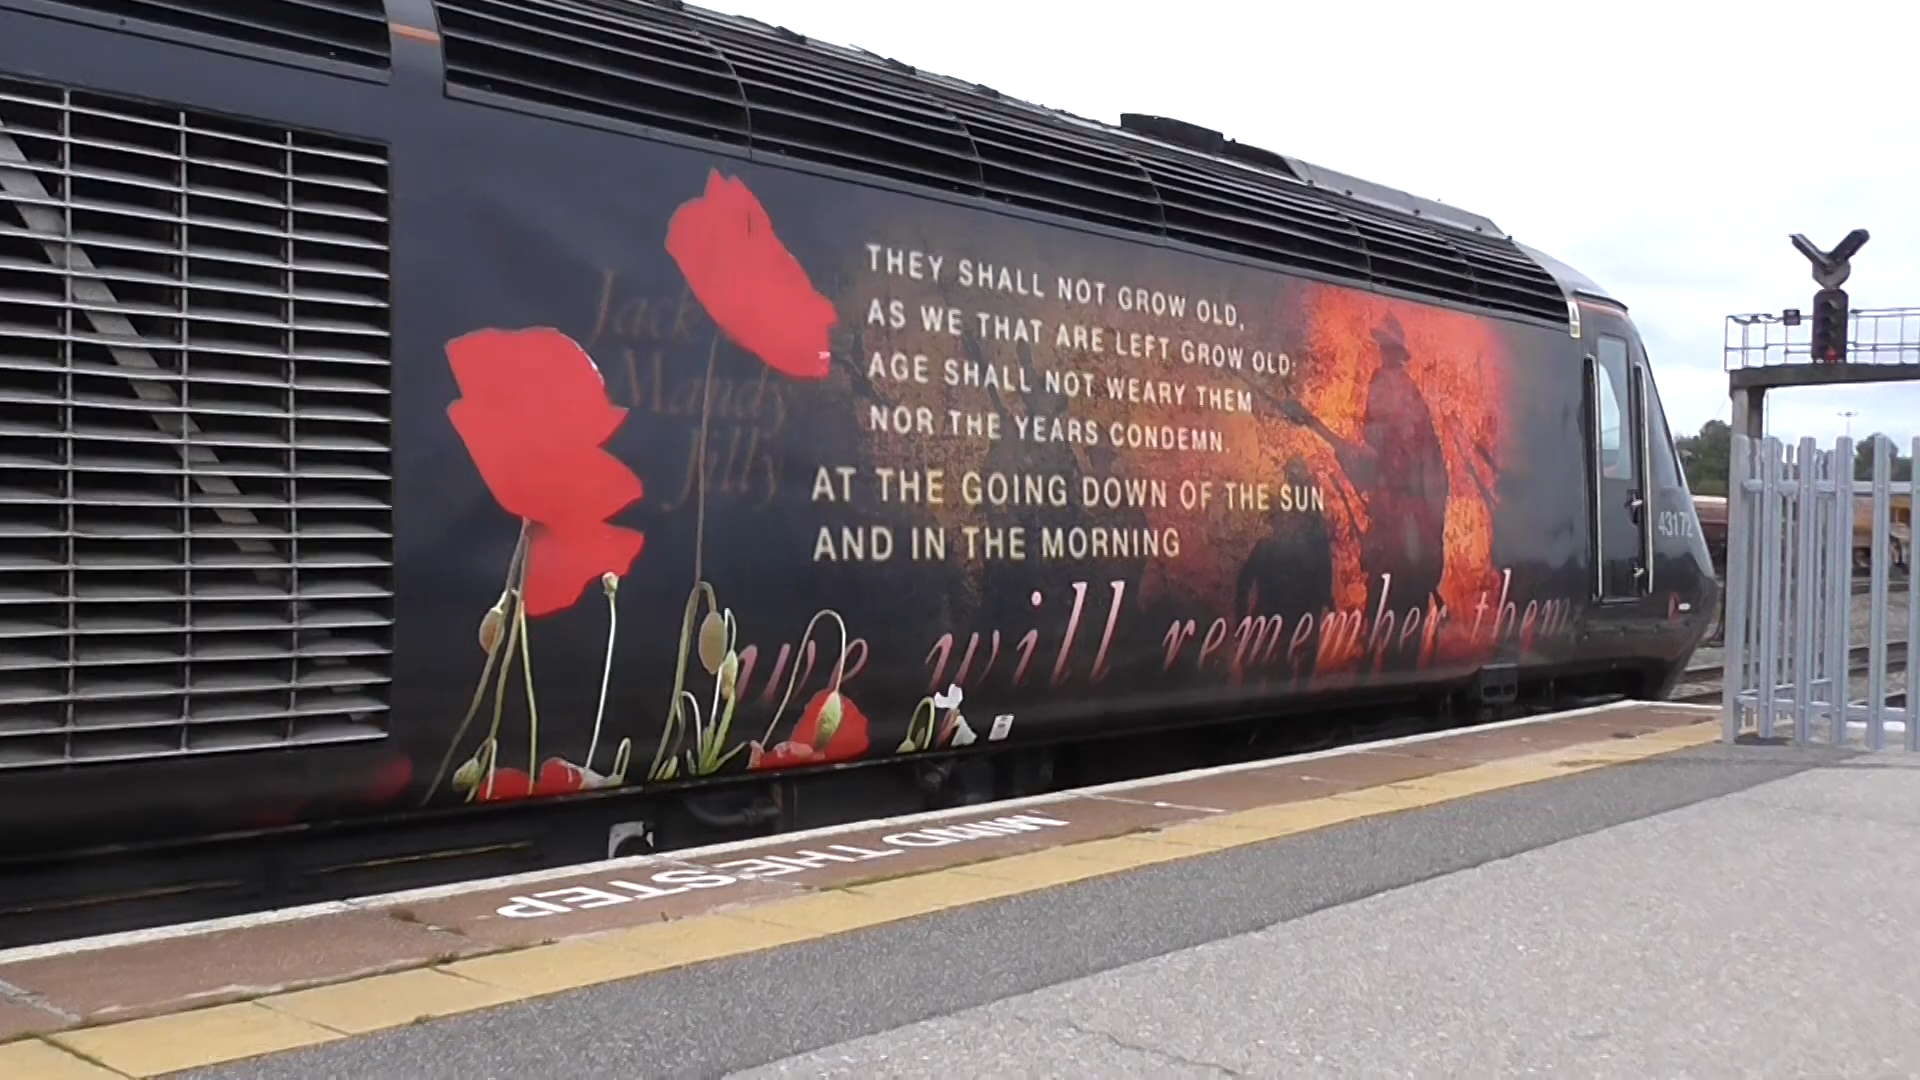 Jack
Mandy
Jilly
THEY SHALL NOT GROW OLD,
AS WE THAT ARE LEFT GROW OLD:
AGE SHALL NOT WEARY THEM
NOR THE YEARS CONDEMN.
AT THE GOING DOWN OF THE SUN
AND IN THE MORNING
we will remember them
43172
MIND THE STEP